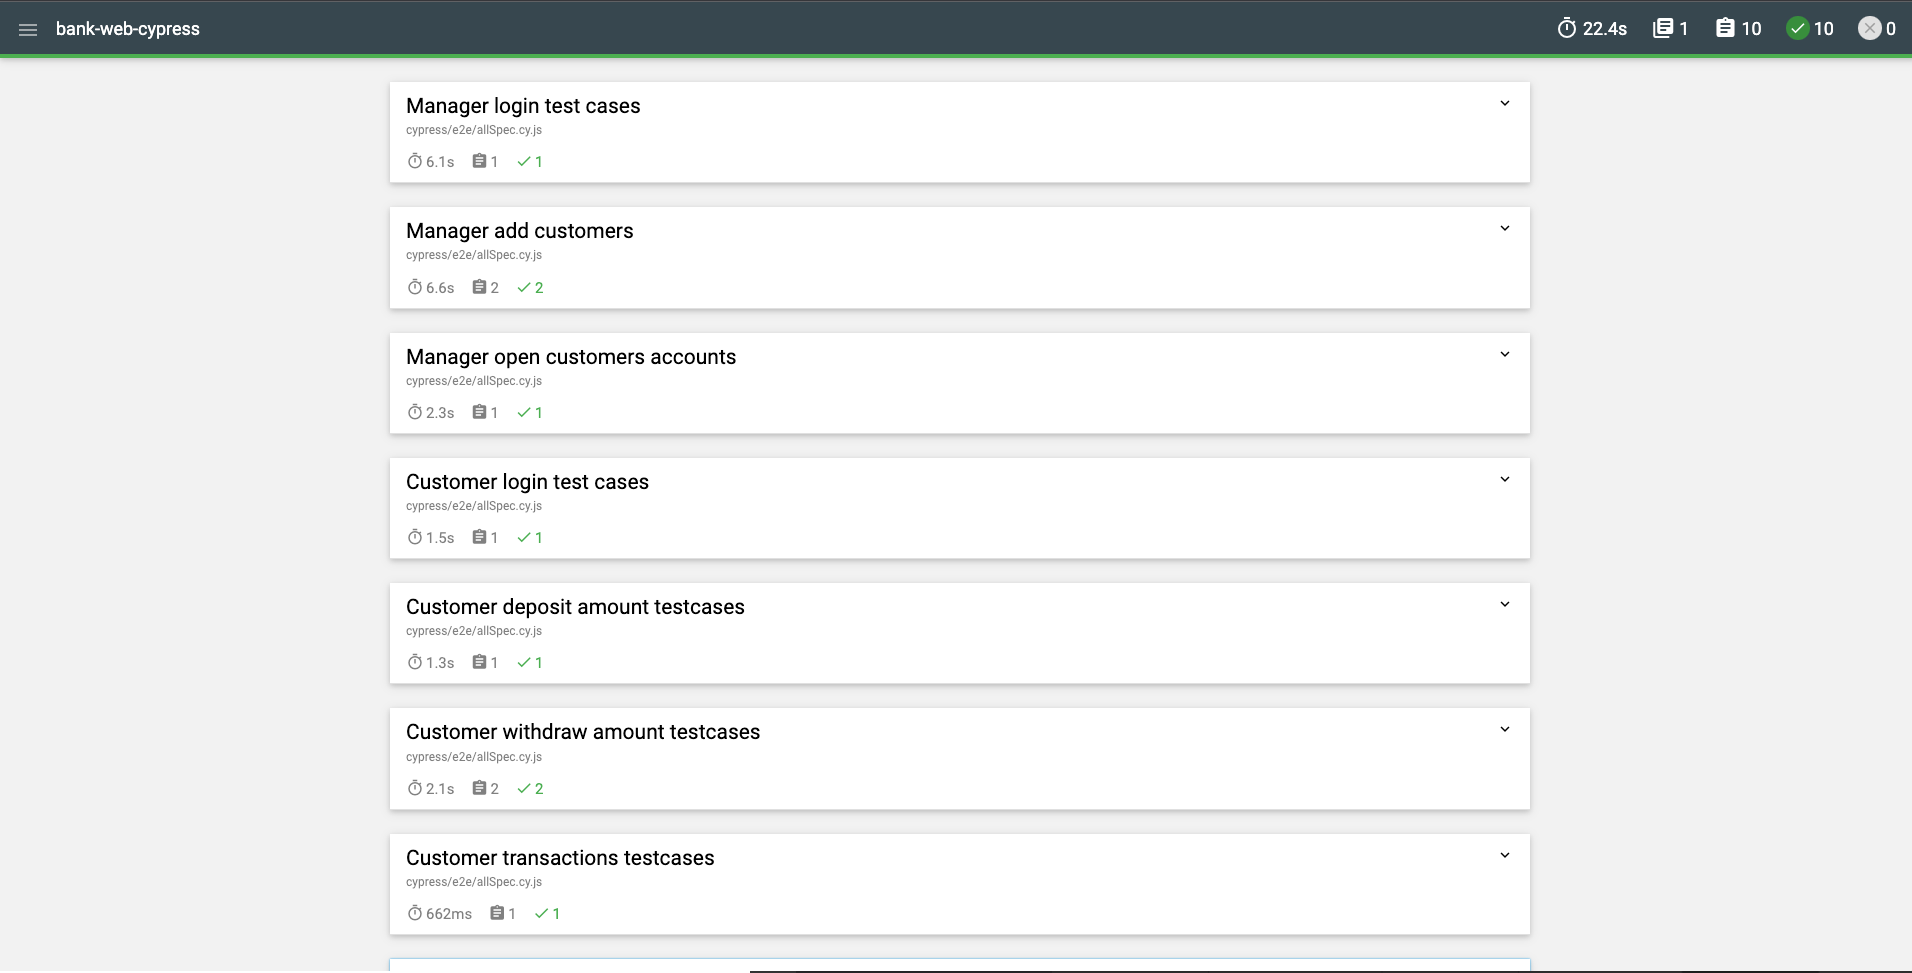 bank-web-cypress 22.4s 1 10 10 0
Manager login test cases
cypress/e2e/allSpec.cy.js
6.1s 1 1
Manager add customers
cypress/e2e/allSpec.cy.js
6.6s 2 2
Manager open customers accounts
cypress/e2e/allSpec.cy.js
2.3s 1 1
Customer login test cases
cypress/e2e/allSpec.cy.js
1.5s 1 1
Customer deposit amount testcases
cypress/e2e/allSpec.cy.js
1.3s 1 1
Customer withdraw amount testcases
cypress/e2e/allSpec.cy.js
2.1s 2 2
Customer transactions testcases
cypress/e2e/allSpec.cy.js
662ms 1 1